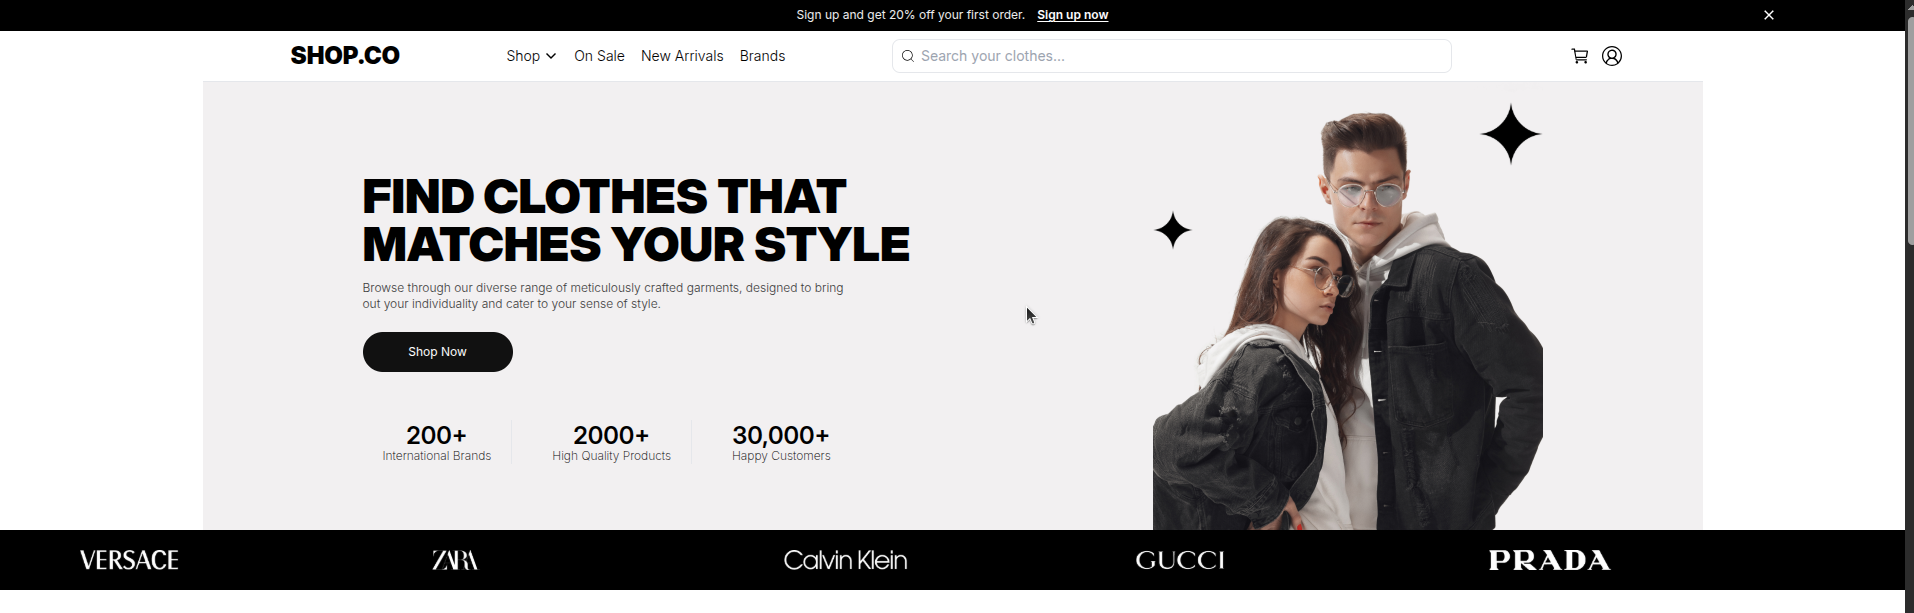 Sign up and get 20% off your first order. Sign up now
SHOP.CO
Shop On Sale New Arrivals Brands
Search your clothes...
FIND CLOTHES THAT
MATCHES YOUR STYLE
Browse through our diverse range of meticulously crafted garments, designed to bring
out your individuality and cater to your sense of style.
Shop Now
200+
International Brands
2000+
High Quality Products
30,000+
Happy Customers
VERSACE ZARA Calvin Klein GUCCI PRADA